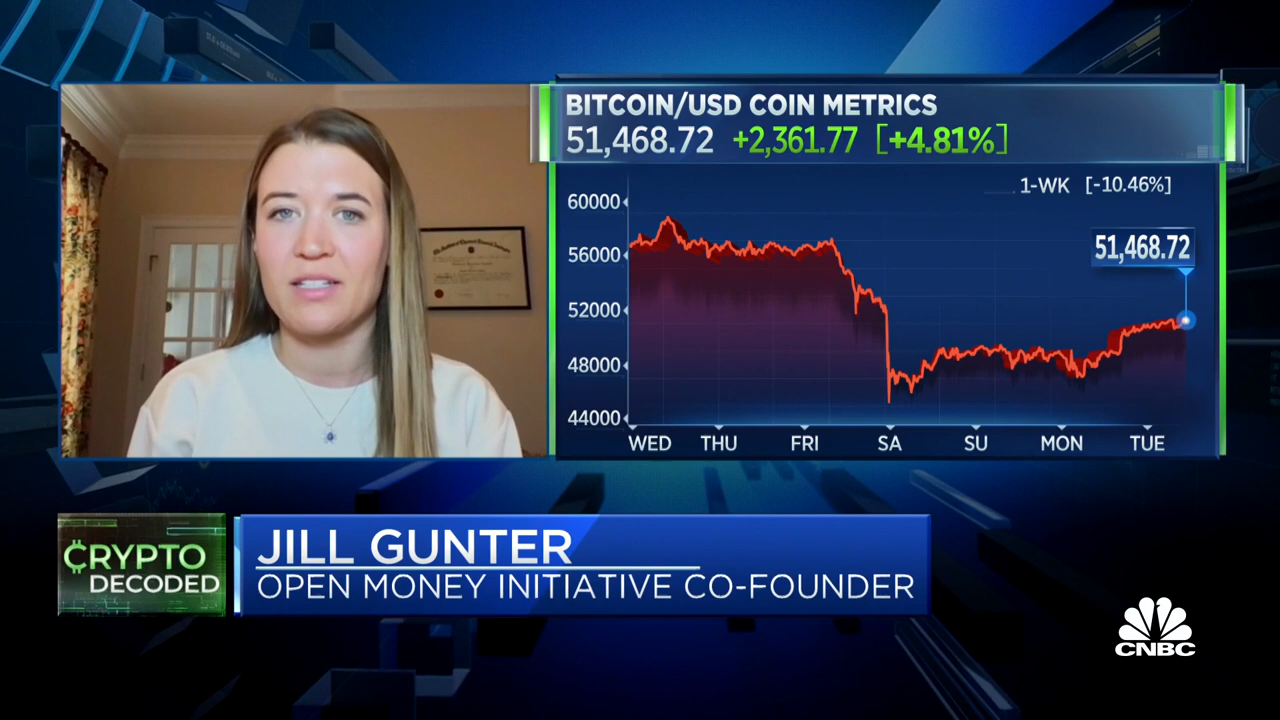 BITCOIN/USD COIN METRICS
51,468.72 +2,361.77 [+4.81%]
1-WK [-10.46%]
60000
56000
52000
48000
44000
51,468.72
WED THU FRI SA SU MON TUE
CRYPTO
DECODED
JILL GUNTER
OPEN MONEY INITIATIVE CO-FOUNDER
CNBC